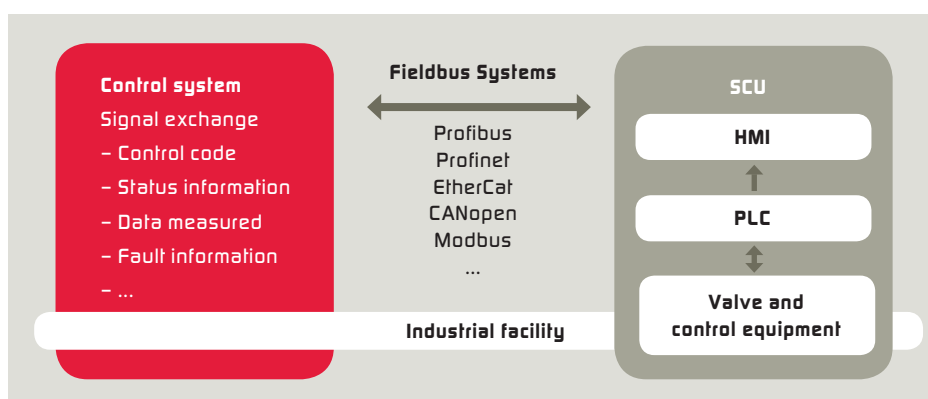 Control system
Signal exchange
– Control code
– Status information
– Data measured
– Fault information
– ...
Fieldbus Systems
Profibus
Profinet
EtherCat
CANopen
Modbus
...
SCU
HMI
PLC
Valve and
control equipment
Industrial facility